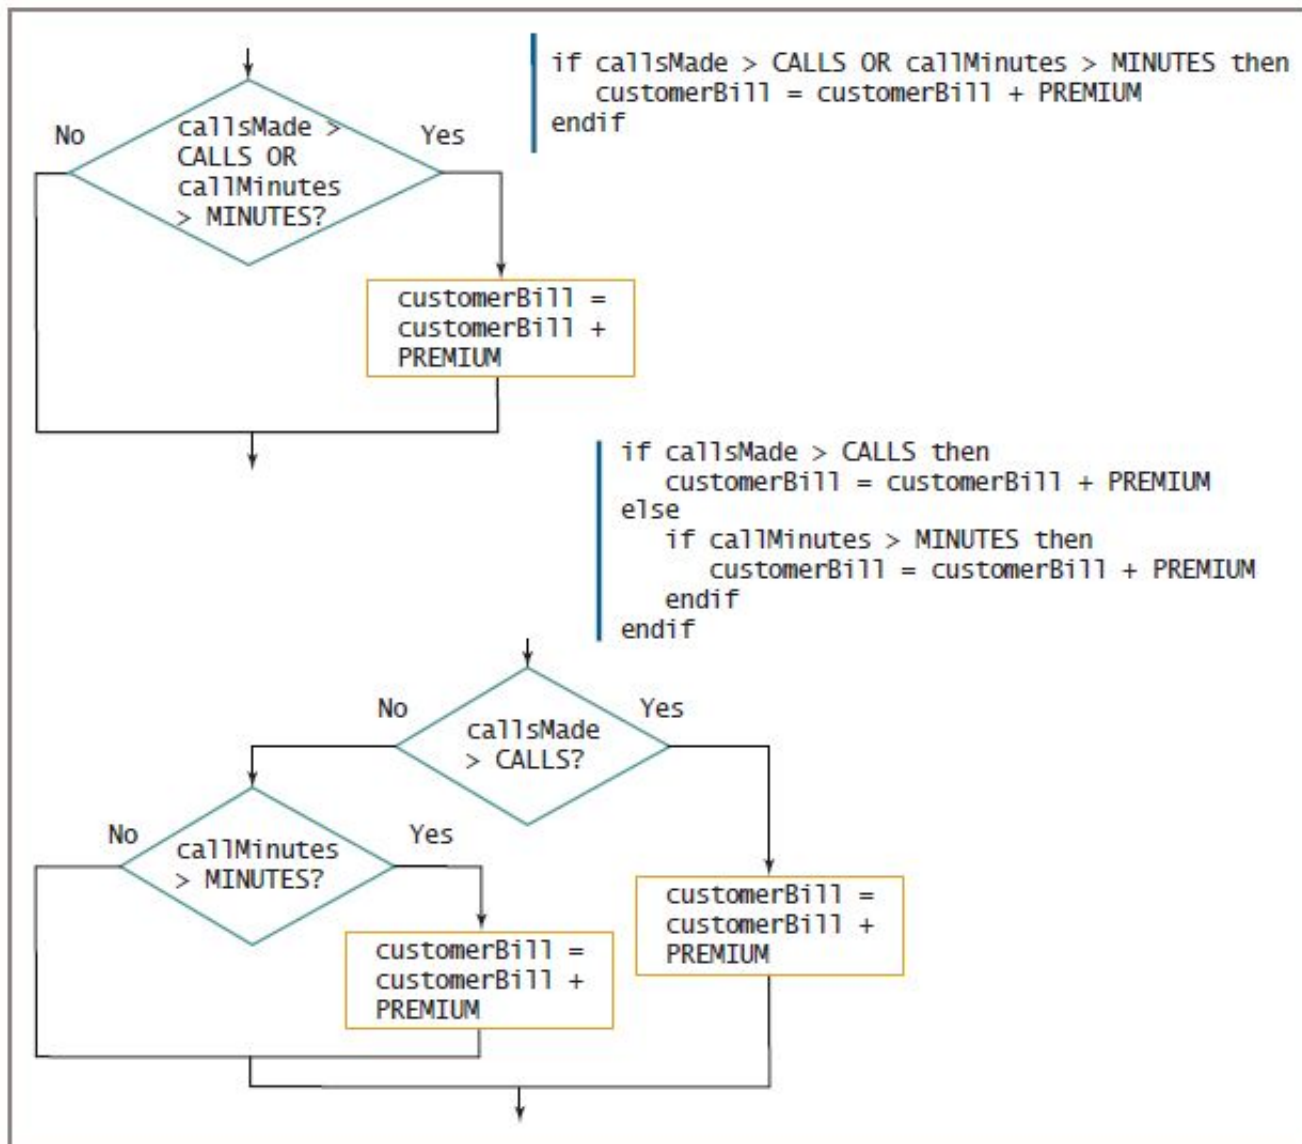 if callsMade > CALLS OR callMinutes > MINUTES then
   customerBill = customerBill + PREMIUM
endif
No
callsMade >
CALLS OR
callMinutes
> MINUTES?
Yes
customerBill =
customerBill +
PREMIUM
if callsMade > CALLS then
   customerBill = customerBill + PREMIUM
else
   if callMinutes > MINUTES then
      customerBill = customerBill + PREMIUM
   endif
endif
No
callsMade
> CALLS?
Yes
No
callMinutes
> MINUTES?
Yes
customerBill =
customerBill +
PREMIUM
customerBill =
customerBill +
PREMIUM